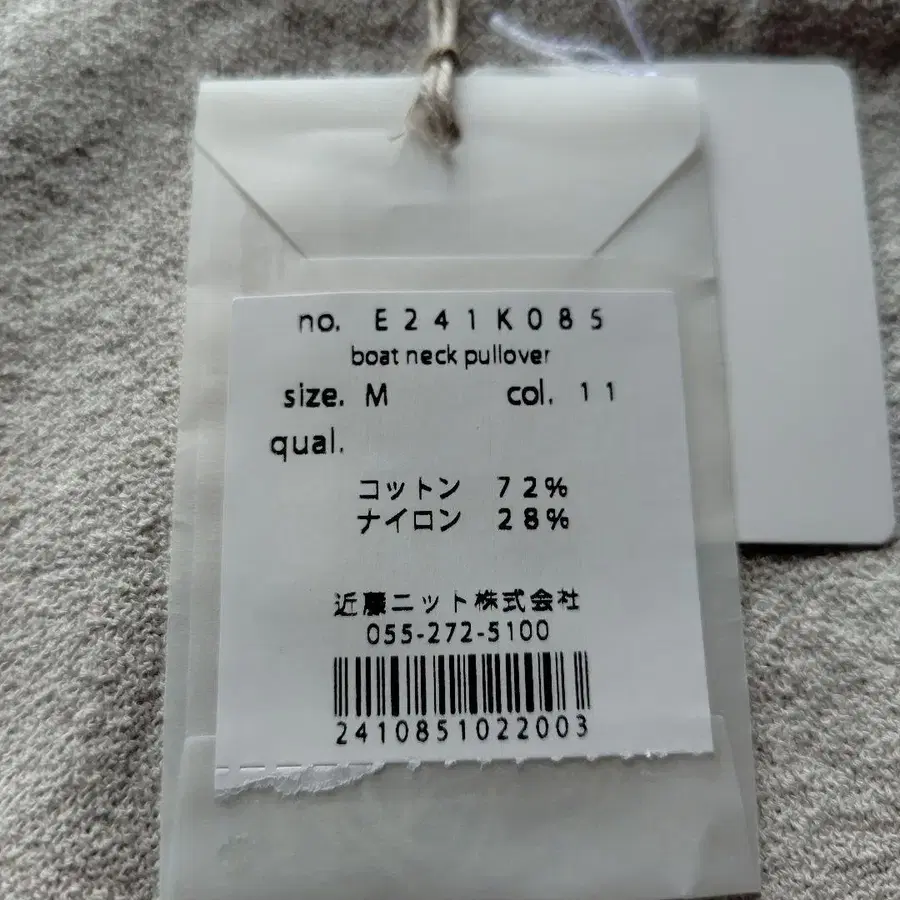 no. E241K085
boat neck pullover
size. M col. 11
qual.
コットン 72%
ナイロン 28%
近藤ニット株式会社
055-272-5100
2410851022003